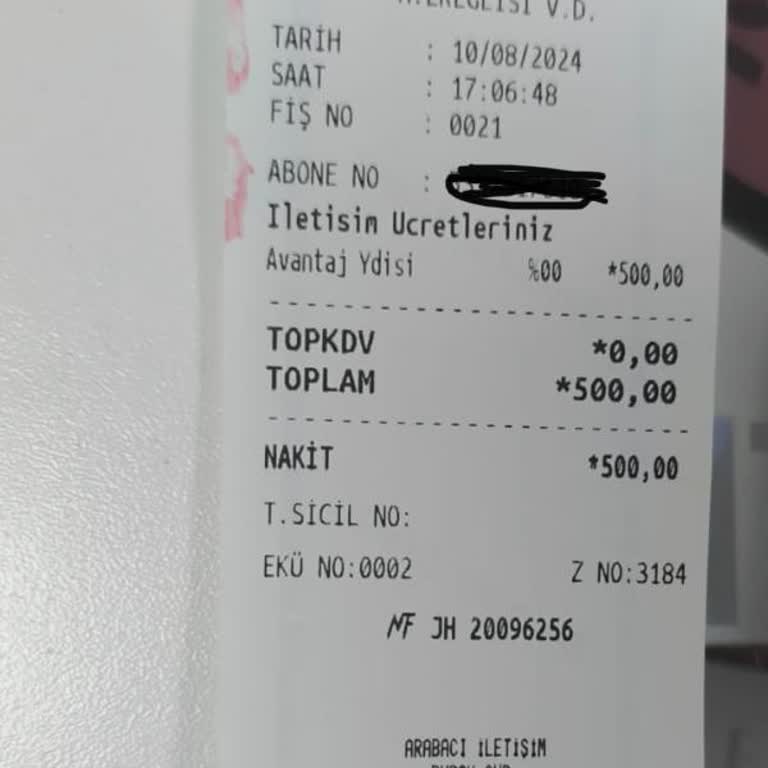 V.D.
TARİH : 10/08/2024
SAAT : 17:06:48
FİŞ NO : 0021
ABONE NO :
Iletisim Ucretleriniz
Avantaj Ydisi %00 *500,00
TOPKDV *0,00
TOPLAM *500,00
NAKİT *500,00
T.SİCİL NO:
EKÜ NO:0002 Z NO:3184
MF JH 20096256
ARABACI İLETİŞİM